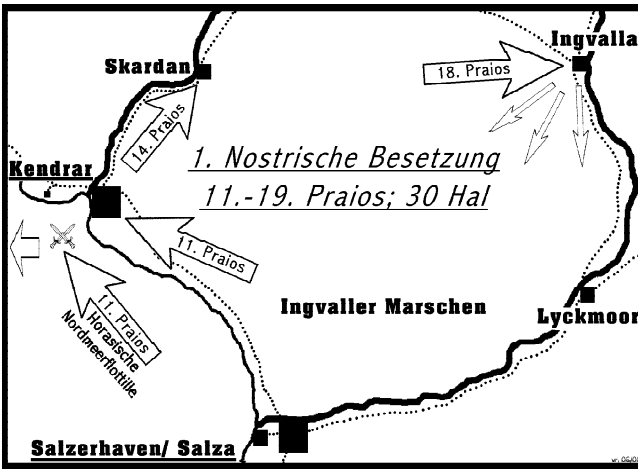 Ingvalla
Skardan
18. Praios
14. Praios
1. Nostrische Besetzung
11.-19. Praios; 30 Hal
Kendrar
11. Praios
11. Praios
Horasische
Nordmeerflottille
Ingvaller Marschen
Lyckmoor
Salzerhaven/ Salza